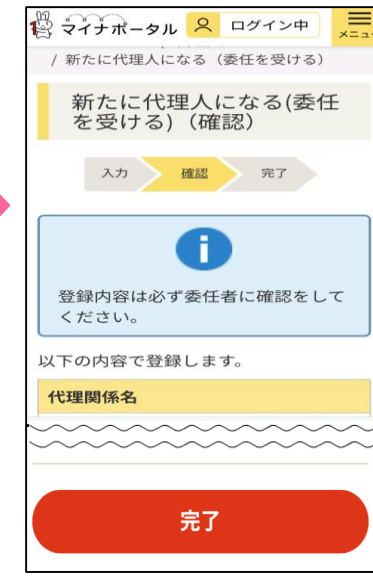 マイナポータル
ログイン中
メニュー
/ 新たに代理人になる（委任を受ける）
新たに代理人になる(委任
を受ける)（確認）
入力
確認
完了
登録内容は必ず委任者に確認をして
ください。
以下の内容で登録します。
代理関係名
完了